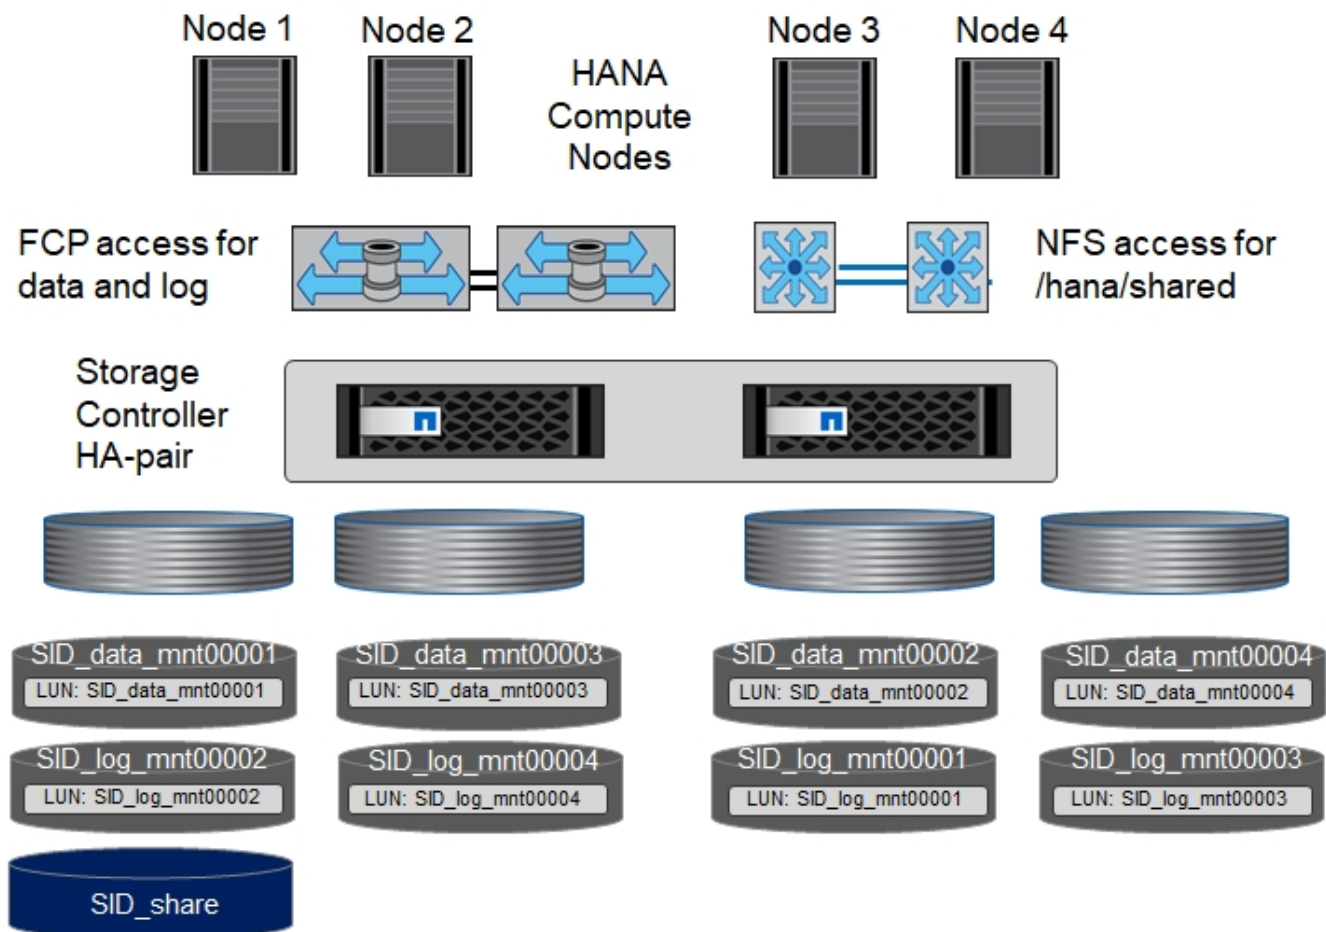 Node 1
Node 2
Node 3
Node 4
HANA
Compute
Nodes
FCP access for
data and log
NFS access for
/hana/shared
Storage
Controller
HA-pair
SID_data_mnt00001
LUN: SID_data_mnt00001
SID_data_mnt00003
LUN: SID_data_mnt00003
SID_data_mnt00002
LUN: SID_data_mnt00002
SID_data_mnt00004
LUN: SID_data_mnt00004
SID_log_mnt00002
LUN: SID_log_mnt00002
SID_log_mnt00004
LUN: SID_log_mnt00004
SID_log_mnt00001
LUN: SID_log_mnt00001
SID_log_mnt00003
LUN: SID_log_mnt00003
SID_share